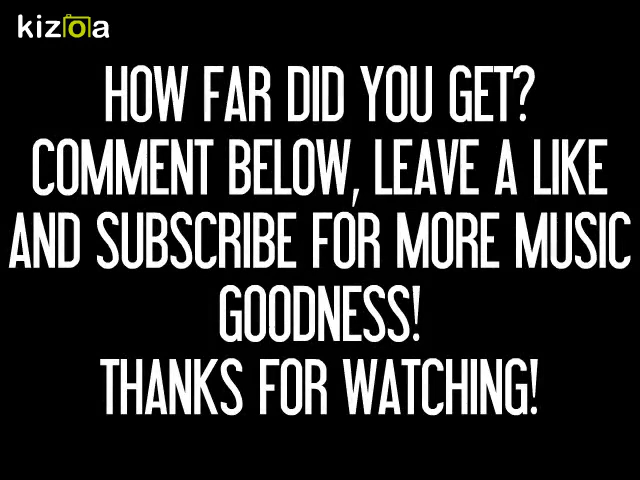 kizoa
HOW FAR DID YOU GET?
COMMENT BELOW, LEAVE A LIKE
AND SUBSCRIBE FOR MORE MUSIC
GOODNESS!
THANKS FOR WATCHING!